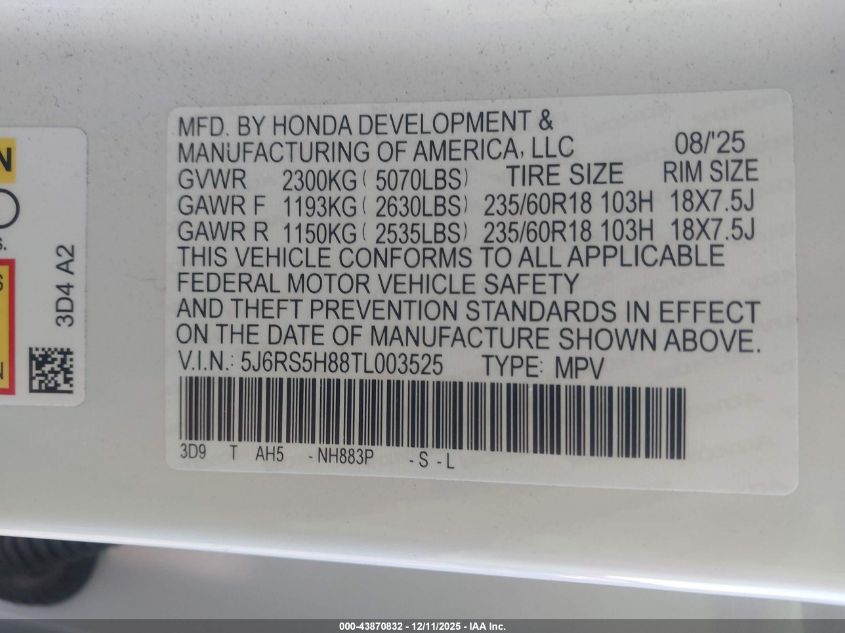 MFD. BY HONDA DEVELOPMENT &
MANUFACTURING OF AMERICA, LLC 08/'25
GVWR 2300KG( 5070LBS) TIRE SIZE RIM SIZE
GAWR F 1193KG( 2630LBS) 235/60R18 103H 18X7.5J
GAWR R 1150KG( 2535LBS) 235/60R18 103H 18X7.5J
THIS VEHICLE CONFORMS TO ALL APPLICABLE
FEDERAL MOTOR VEHICLE SAFETY
AND THEFT PREVENTION STANDARDS IN EFFECT
ON THE DATE OF MANUFACTURE SHOWN ABOVE.
V.I.N.: 5J6RS5H88TL003525 TYPE: MPV
3D9 T AH5 -NH883P -S-L
3D4 A2
000-43870832 - 12/11/2025 - IAA Inc.